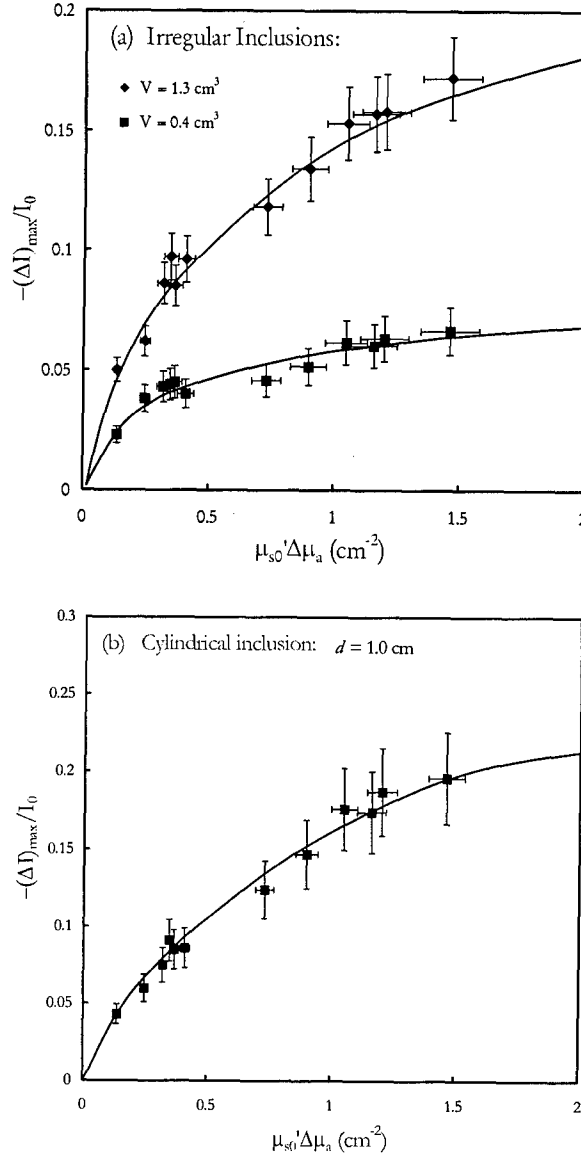 0.2
(a) Irregular Inclusions:
V = 1.3 cm³
V = 0.4 cm³
0.15
0.1
0.05
0
−(ΔI)max/I₀
0 0.5 1 1.5 2
μs0'Δμa (cm⁻²)
0.3
(b) Cylindrical inclusion: d = 1.0 cm
0.25
0.2
0.15
0.1
0.05
0
−(ΔI)max/I₀
0 0.5 1 1.5 2
μs0'Δμa (cm⁻²)